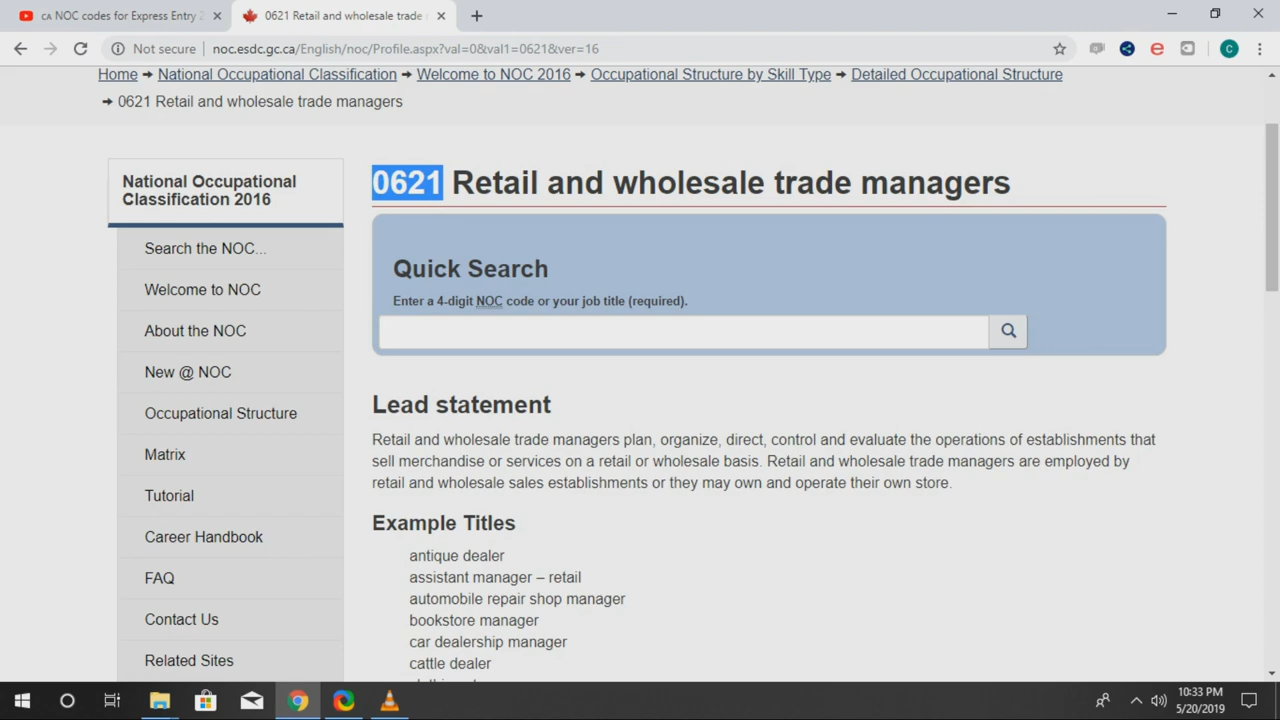 CA NOC codes for Express Entry 2
0621 Retail and wholesale trade
Not secure
noc.esdc.gc.ca/English/noc/Profile.aspx?val=0&val1=0621&ver=16
C
Home → National Occupational Classification → Welcome to NOC 2016 → Occupational Structure by Skill Type → Detailed Occupational Structure
→ 0621 Retail and wholesale trade managers
National Occupational
Classification 2016
Search the NOC...
Welcome to NOC
About the NOC
New @ NOC
Occupational Structure
Matrix
Tutorial
Career Handbook
FAQ
Contact Us
Related Sites
0621 Retail and wholesale trade managers
Quick Search
Enter a 4-digit NOC code or your job title (required).
Lead statement
Retail and wholesale trade managers plan, organize, direct, control and evaluate the operations of establishments that
sell merchandise or services on a retail or wholesale basis. Retail and wholesale trade managers are employed by
retail and wholesale sales establishments or they may own and operate their own store.
Example Titles
antique dealer
assistant manager – retail
automobile repair shop manager
bookstore manager
car dealership manager
cattle dealer
10:33 PM
5/20/2019